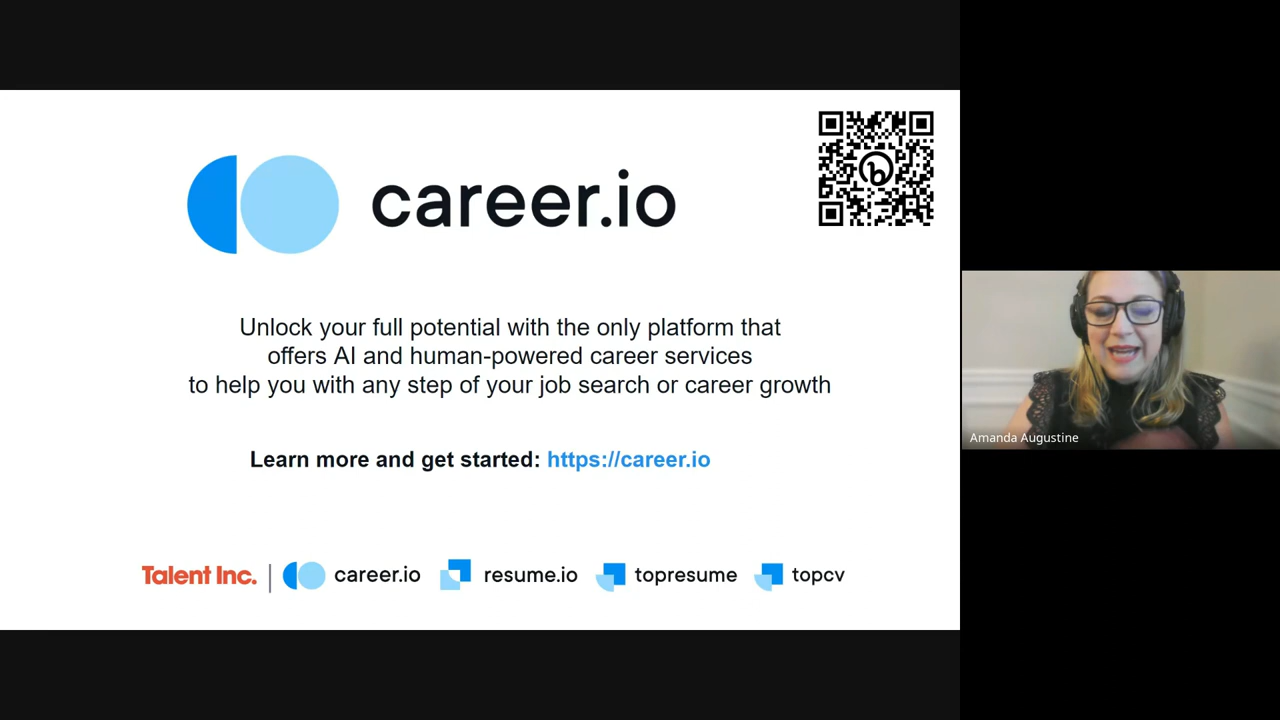 career.io
Unlock your full potential with the only platform that
offers AI and human-powered career services
to help you with any step of your job search or career growth
Learn more and get started: https://career.io
Talent Inc. | career.io resume.io topresume topcv
Amanda Augustine